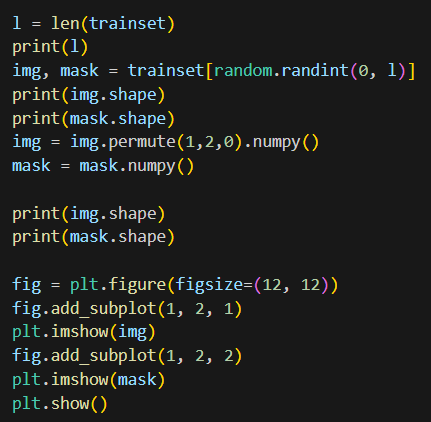 l = len(trainset)
print(l)
img, mask = trainset[random.randint(0, l)]
print(img.shape)
print(mask.shape)
img = img.permute(1,2,0).numpy()
mask = mask.numpy()

print(img.shape)
print(mask.shape)

fig = plt.figure(figsize=(12, 12))
fig.add_subplot(1, 2, 1)
plt.imshow(img)
fig.add_subplot(1, 2, 2)
plt.imshow(mask)
plt.show()